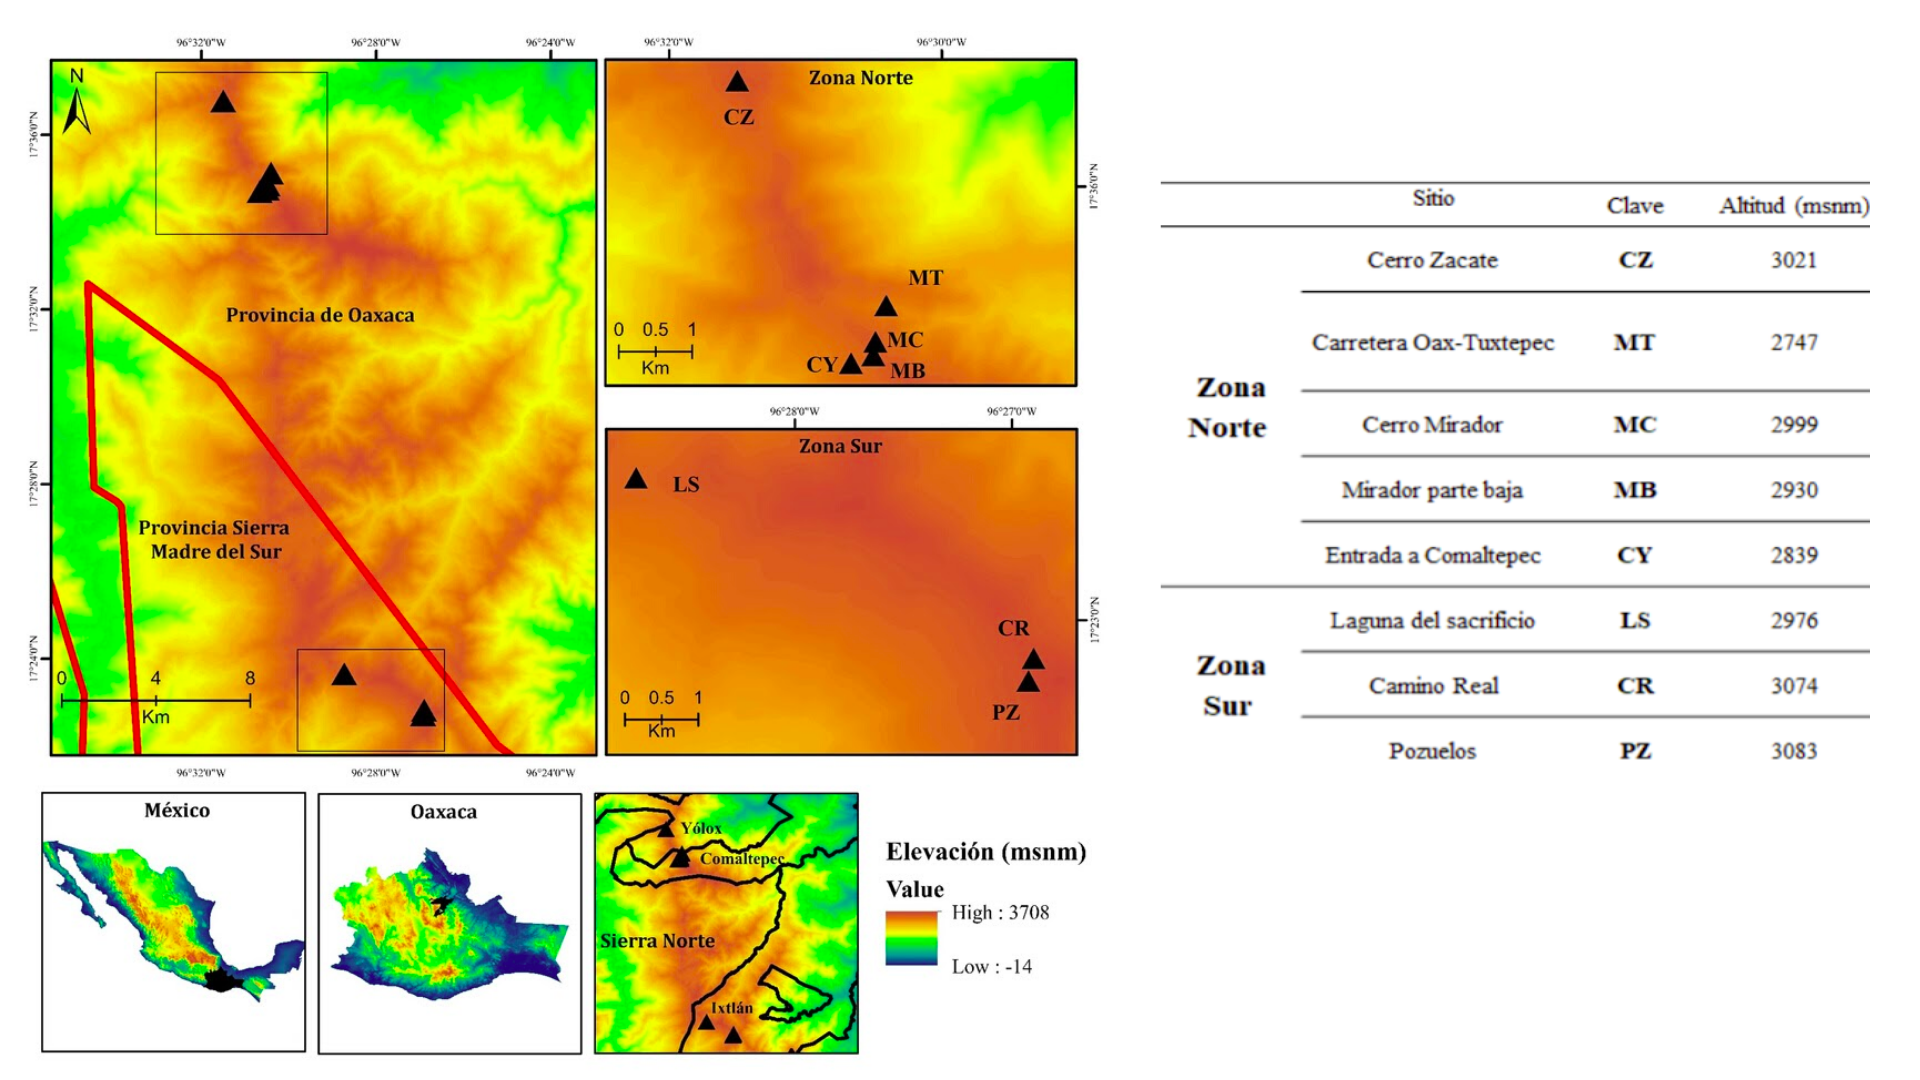 96°32'0"W 96°28'0"W 96°24'0"W
N
17°36'0"N
17°32'0"N
17°28'0"N
17°24'0"N
Provincia de Oaxaca
Provincia Sierra
Madre del Sur
0 4 8
Km
96°32'0"W 96°28'0"W 96°24'0"W
96°32'0"W 96°30'0"W
Zona Norte
CZ
17°36'0"N
MT
MC
CY
MB
0 0.5 1
Km
96°28'0"W 96°27'0"W
Zona Sur
LS
17°23'0"N
CR
PZ
0 0.5 1
Km
México
Oaxaca
Yólox
Comaltepec
Sierra Norte
Ixtlán
Elevación (msnm)
Value
High : 3708
Low : -14
Sitio Clave Altitud (msnm)
Zona
Norte
Cerro Zacate CZ 3021
Carretera Oax-Tuxtepec MT 2747
Cerro Mirador MC 2999
Mirador parte baja MB 2930
Entrada a Comaltepec CY 2839
Zona
Sur
Laguna del sacrificio LS 2976
Camino Real CR 3074
Pozuelos PZ 3083